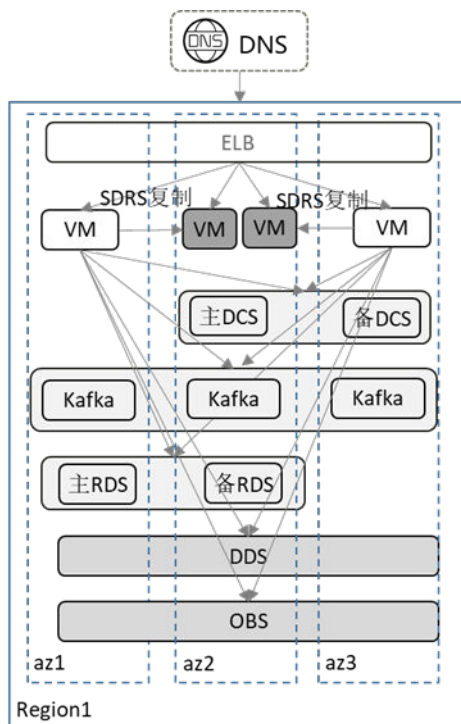 DNS DNS
ELB
SDRS复制 SDRS复制
VM VM VM VM
主DCS 备DCS
Kafka Kafka Kafka
主RDS 备RDS
DDS
OBS
az1 az2 az3
Region1